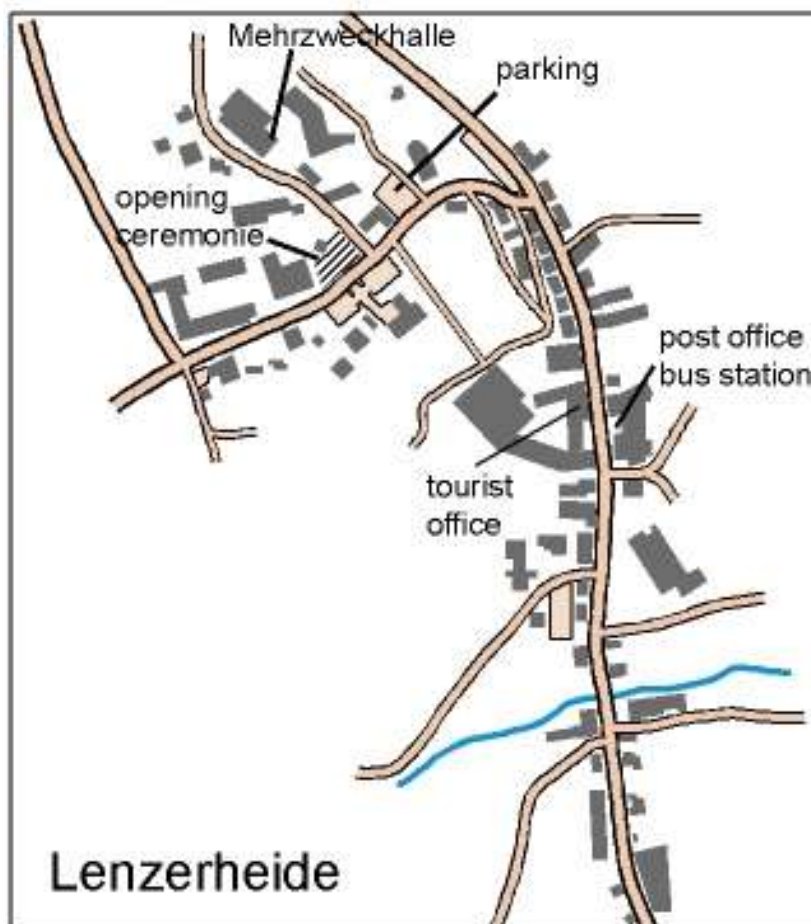 Mehrzweckhalle
parking
opening
ceremonie
post office
bus station
tourist
office
Lenzerheide